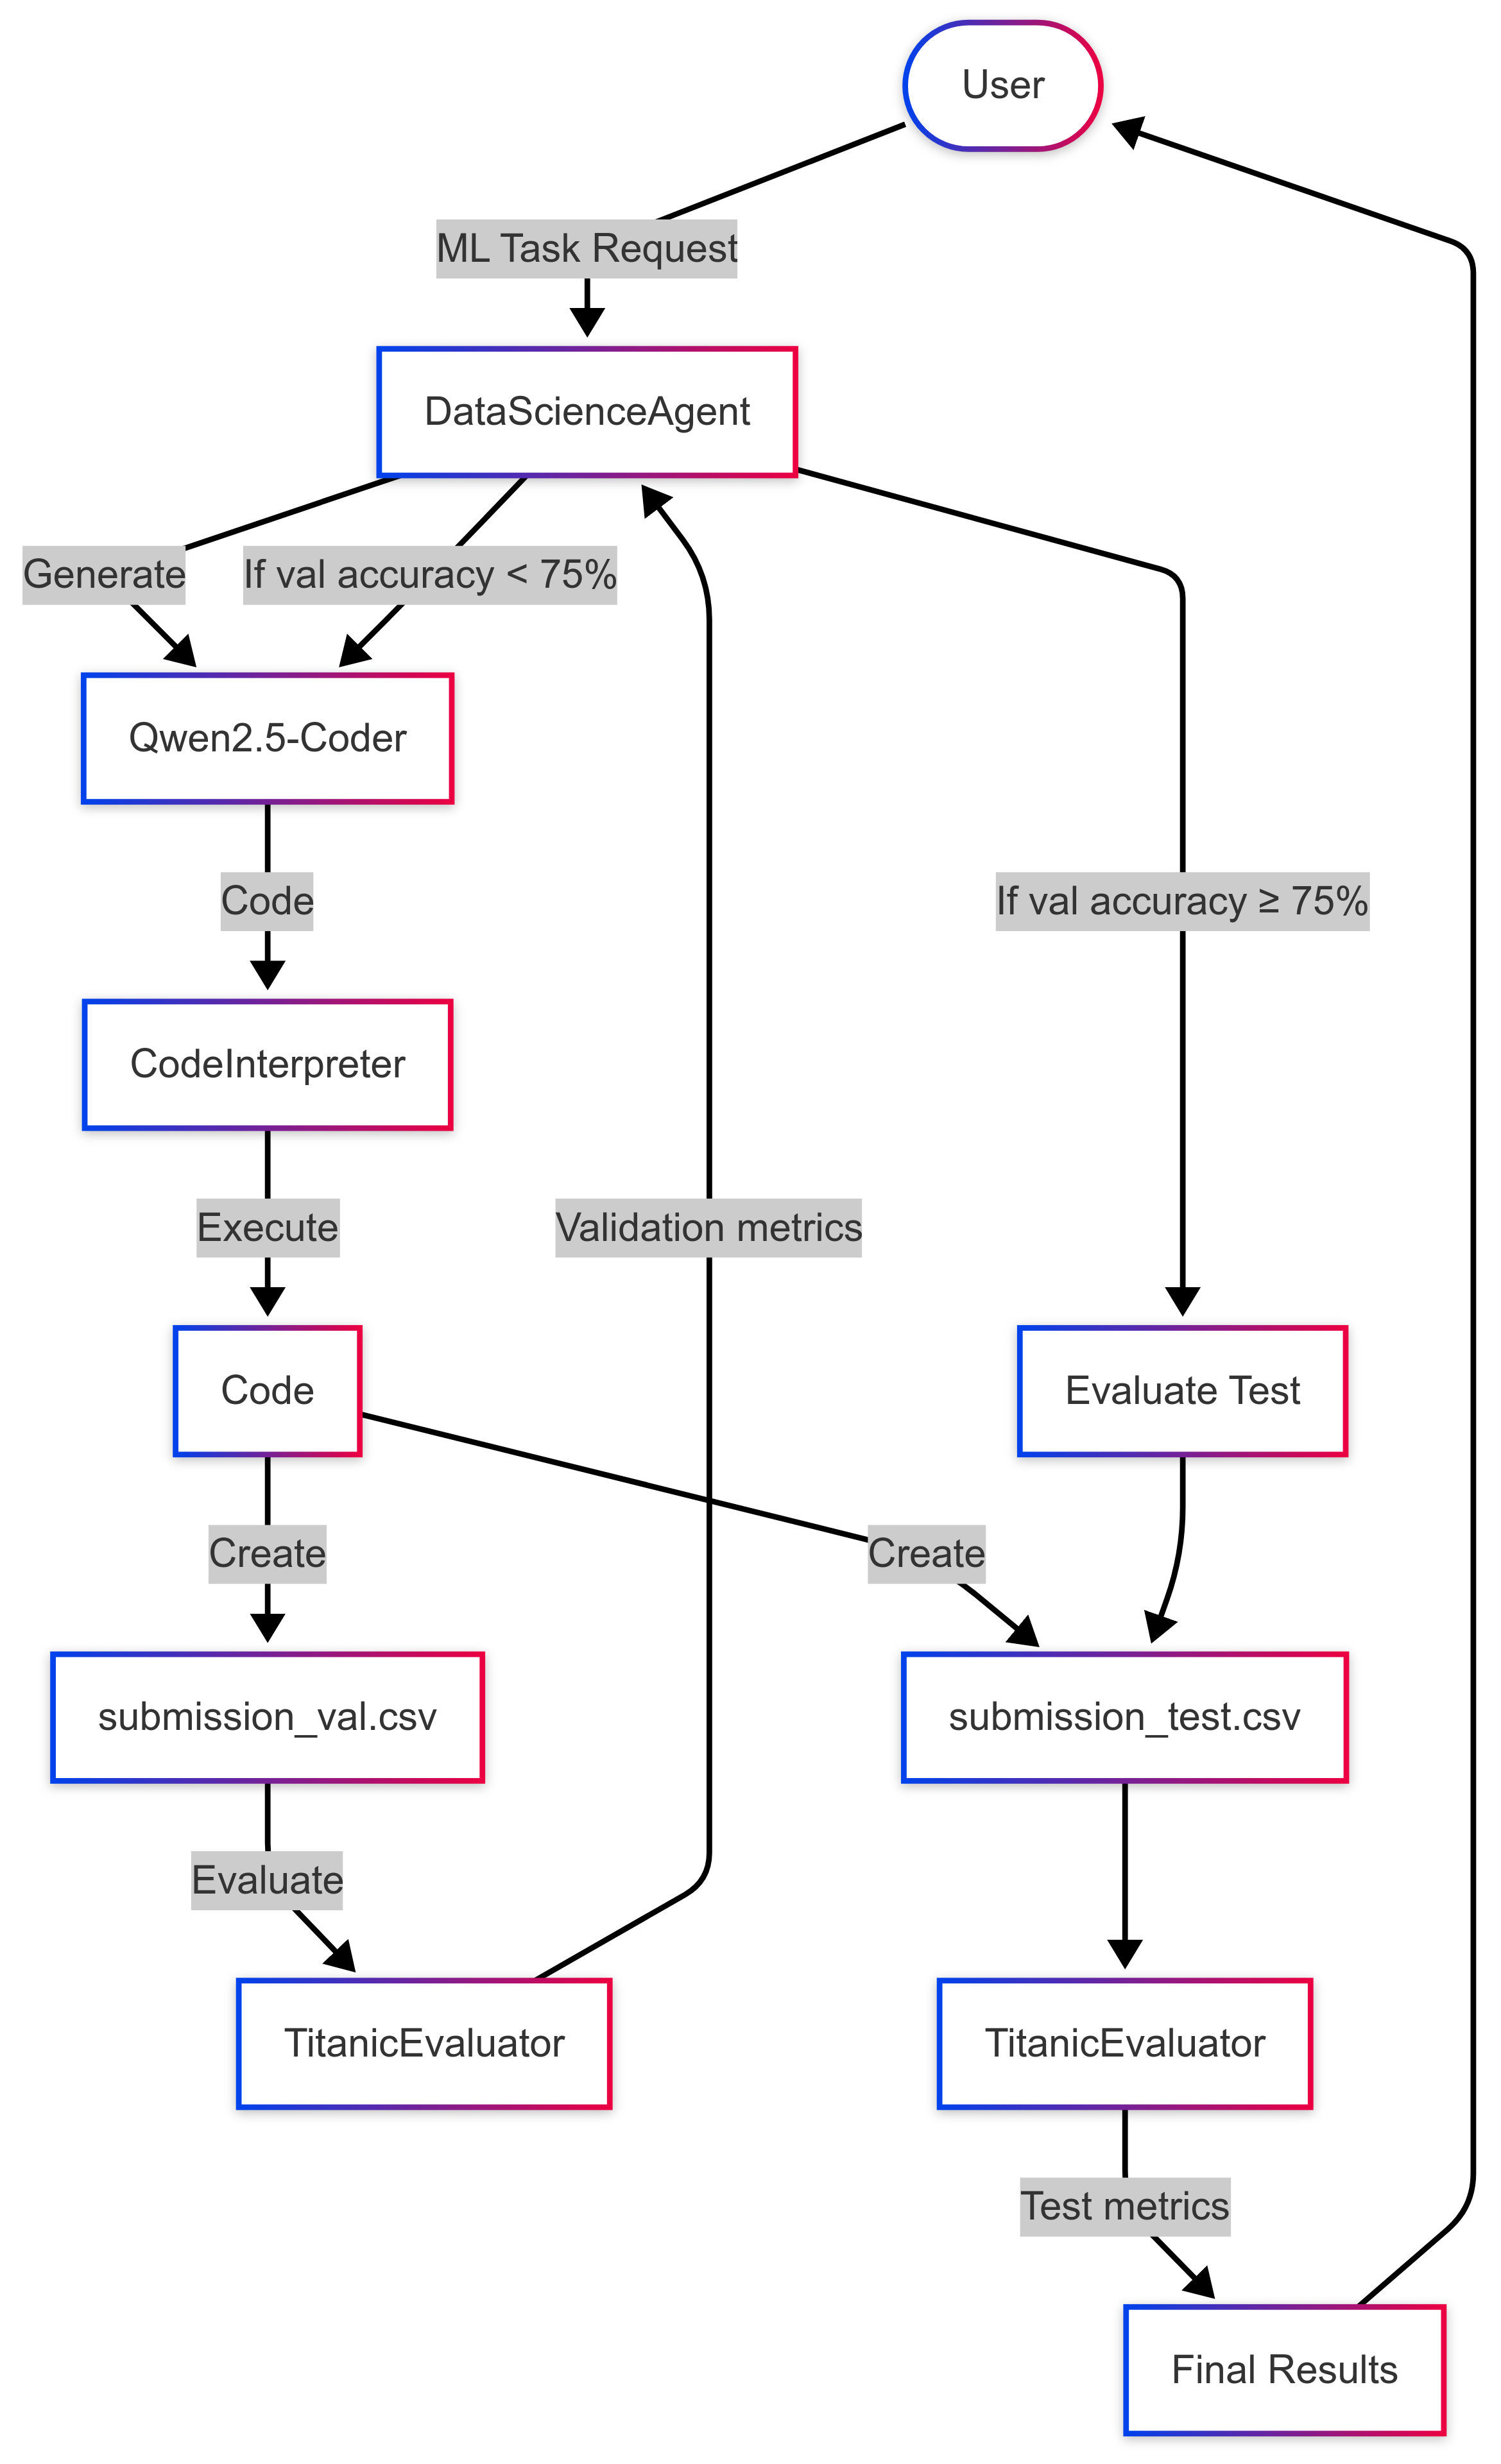 User
ML Task Request
DataScienceAgent
Generate
If val accuracy < 75%
Qwen2.5-Coder
Code
If val accuracy ≥ 75%
CodeInterpreter
Execute
Validation metrics
Code
Evaluate Test
Create
Create
submission_val.csv
submission_test.csv
Evaluate
TitanicEvaluator
TitanicEvaluator
Test metrics
Final Results